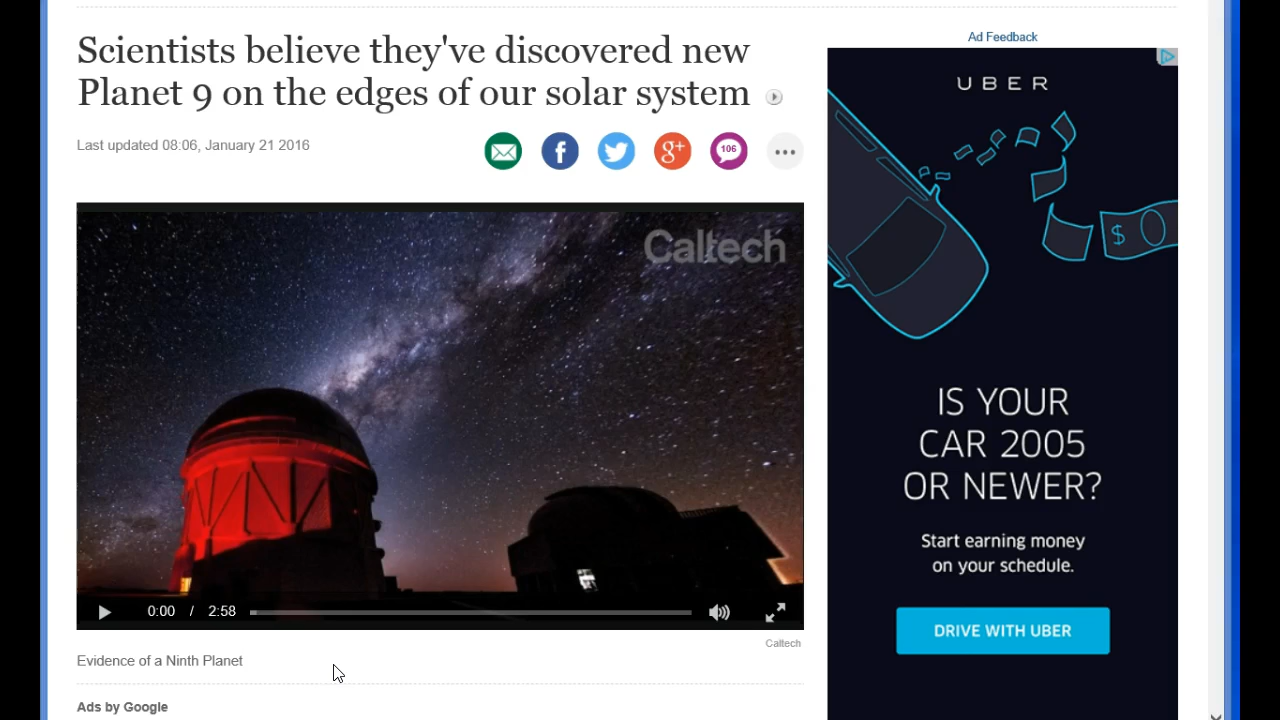 Scientists believe they've discovered new
Planet 9 on the edges of our solar system
Last updated 08:06, January 21 2016
f
g+
106
Caltech
0:00 / 2:58
Caltech
Evidence of a Ninth Planet
Ads by Google
Ad Feedback
UBER
$
IS YOUR
CAR 2005
OR NEWER?
Start earning money
on your schedule.
DRIVE WITH UBER